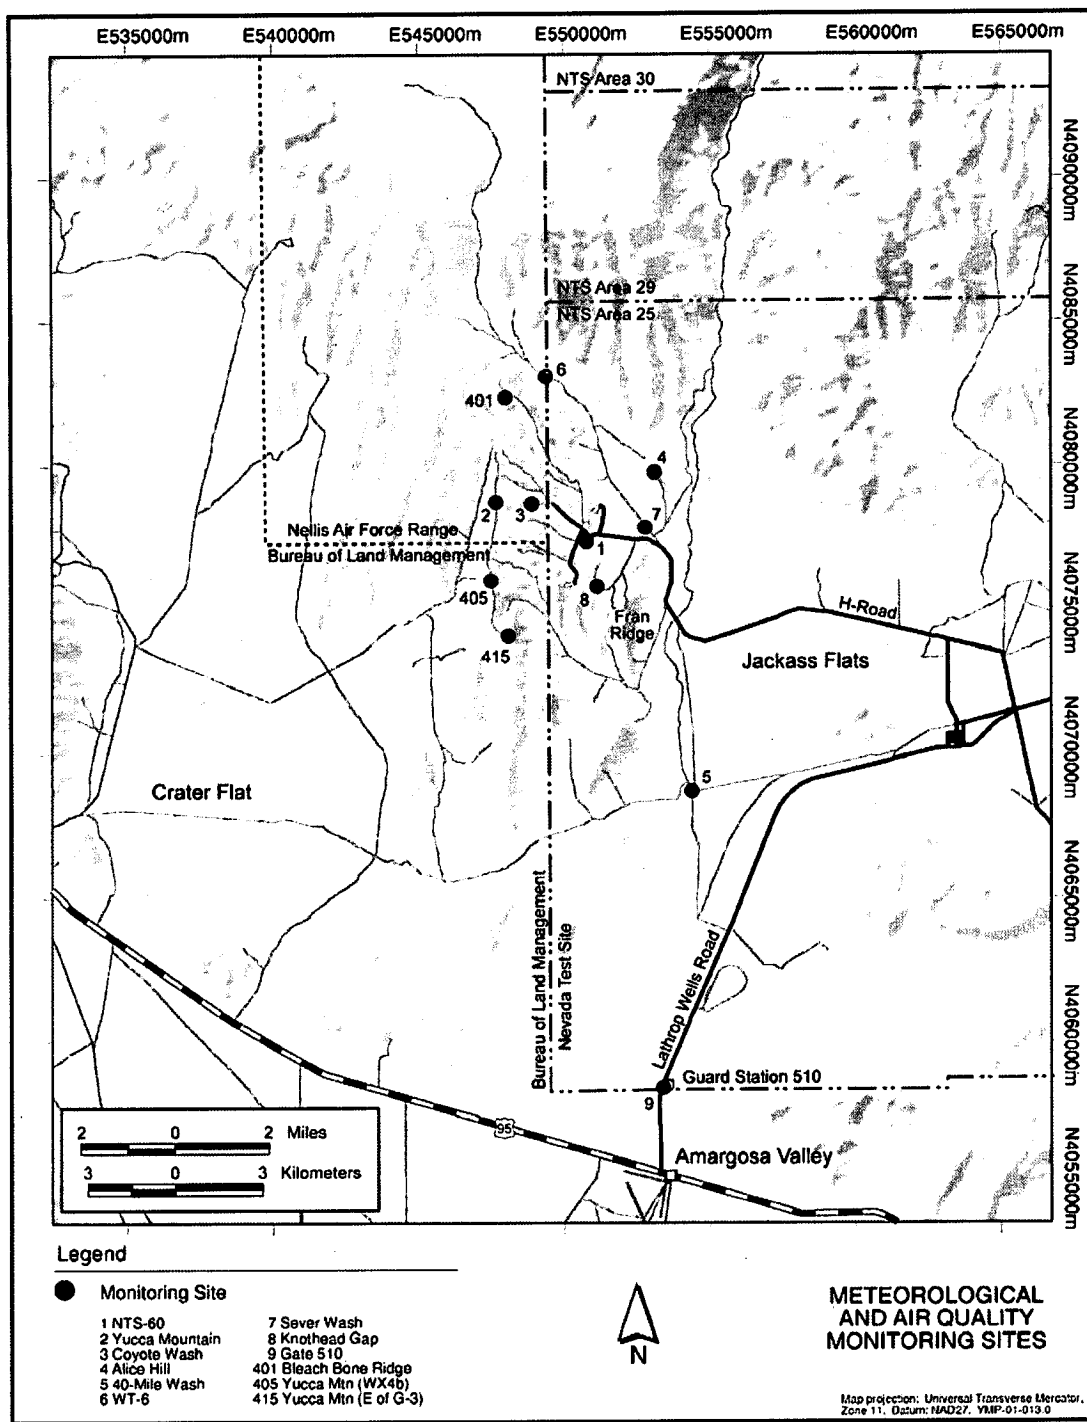 E535000m E540000m E545000m E550000m E555000m E560000m E565000m
NTS Area 30
N4090000m
NTS Area 29
NTS Area 25
N4085000m
6
401
4
N4080000m
2
3
7
Nellis Air Force Range
1
Bureau of Land Management
405
8
N4075000m
H-Road
Fran
Ridge
415
Jackass Flats
N4070000m
5
Crater Flat
N4065000m
Bureau of Land Management
Nevada Test Site
Lathrop Wells Road
N4060000m
Guard Station 510
9
95
2 0 2 Miles
3 0 3 Kilometers
Amargosa Valley
N4055000m
Legend
Monitoring Site
1 NTS-60
2 Yucca Mountain
3 Coyote Wash
4 Alice Hill
5 40-Mile Wash
6 WT-6
7 Sever Wash
8 Knothead Gap
9 Gate 510
401 Bleach Bone Ridge
405 Yucca Mtn (WX4b)
415 Yucca Mtn (E of G-3)
N
METEOROLOGICAL
AND AIR QUALITY
MONITORING SITES
Map projection: Universal Transverse Mercator,
Zone 11, Datum: NAD27, YMP-01-013.0